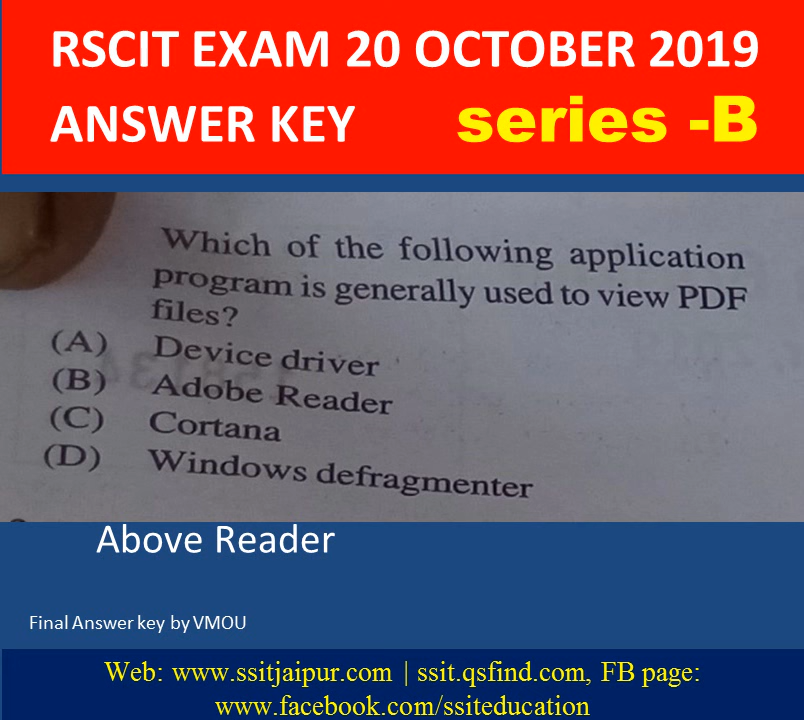 RSCIT EXAM 20 OCTOBER 2019
ANSWER KEY series -B
Which of the following application
program is generally used to view PDF
files?
(A) Device driver
(B) Adobe Reader
(C) Cortana
(D) Windows defragmenter
Above Reader
Final Answer key by VMOU
Web: www.ssitjaipur.com | ssit.qsfind.com, FB page:
www.facebook.com/ssiteducation